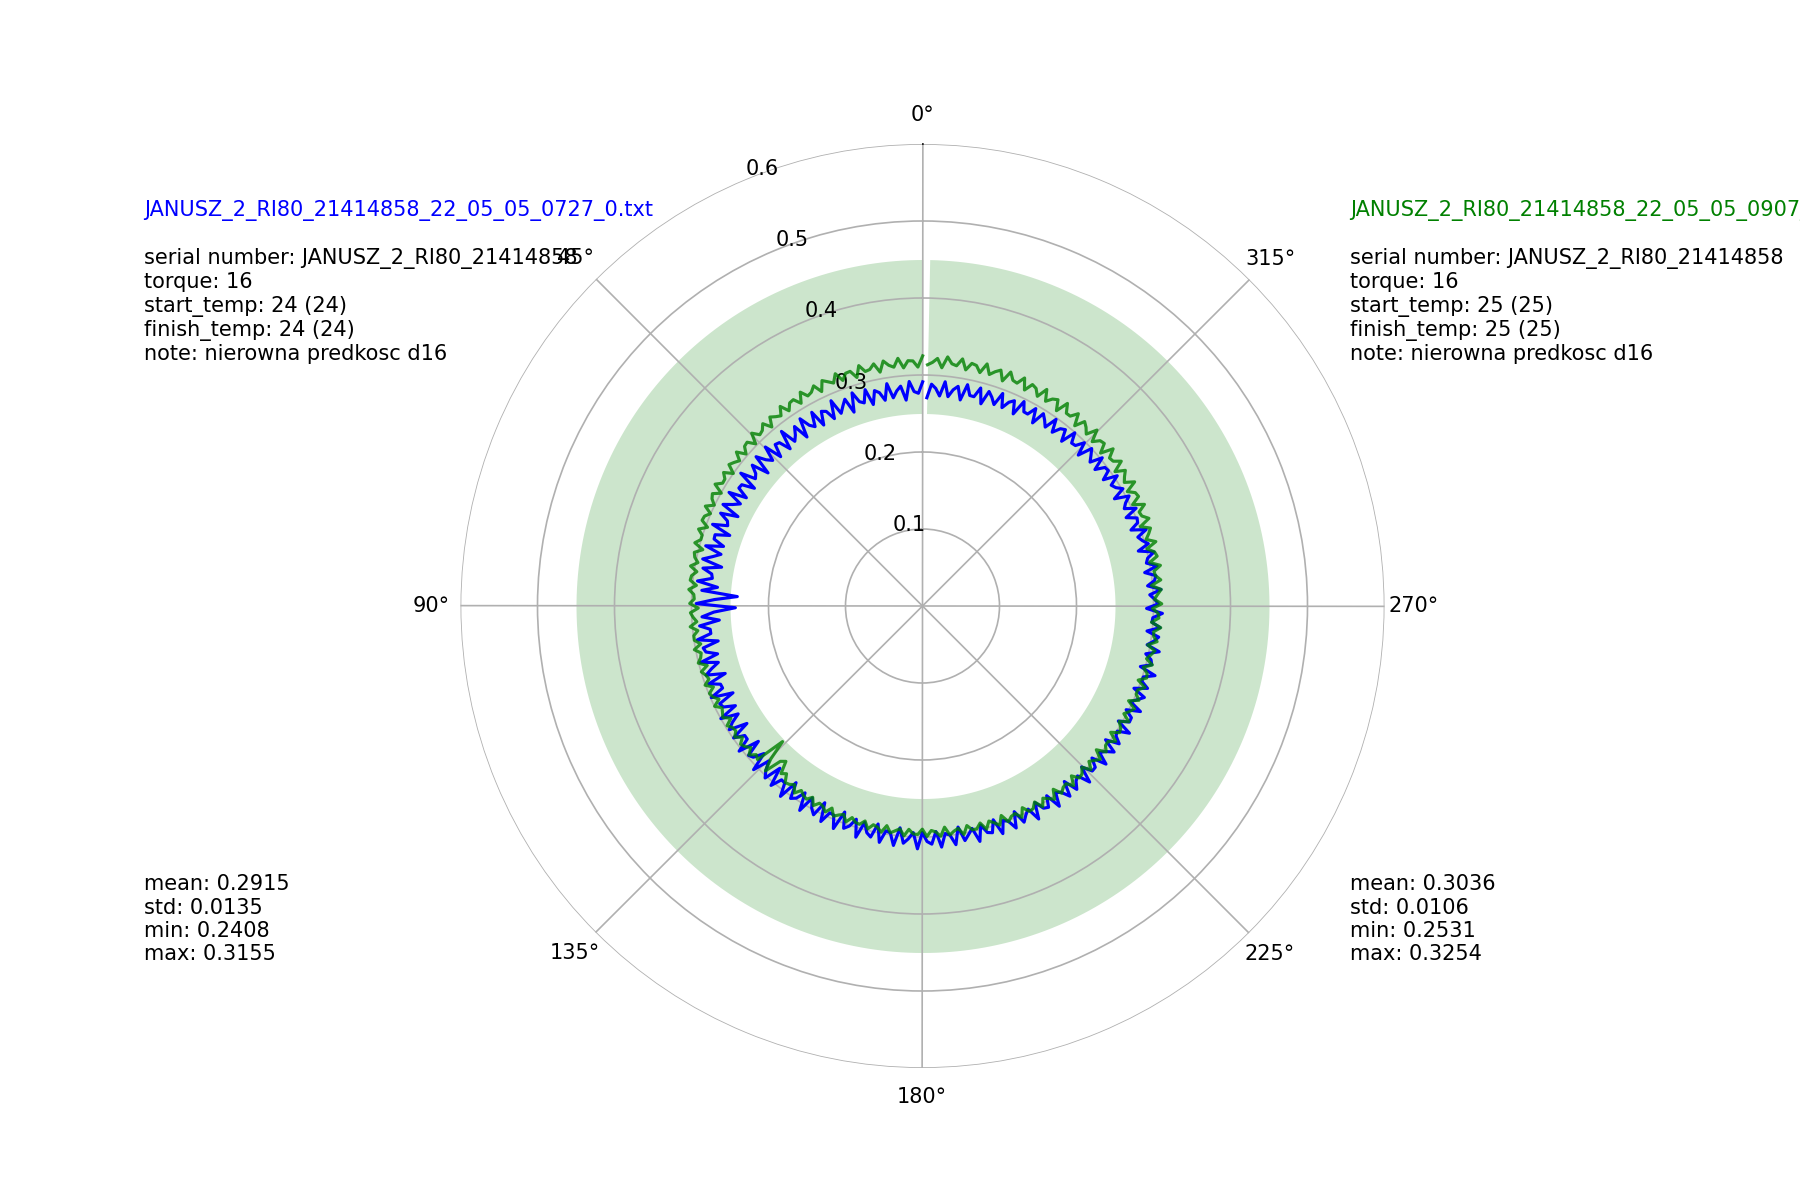 0°
0.6
JANUSZ_2_RI80_21414858_22_05_05_0727_0.txt
JANUSZ_2_RI80_21414858_22_05_05_0907
0.5
serial number: JANUSZ_2_RI80_21414858
45°
315°
serial number: JANUSZ_2_RI80_21414858
torque: 16
torque: 16
start_temp: 24 (24)
0.4
start_temp: 25 (25)
finish_temp: 24 (24)
finish_temp: 25 (25)
note: nierowna predkosc d16
note: nierowna predkosc d16
0.3
0.2
0.1
90°
270°
mean: 0.2915
std: 0.0135
min: 0.2408
max: 0.3155
mean: 0.3036
std: 0.0106
min: 0.2531
max: 0.3254
135°
225°
180°